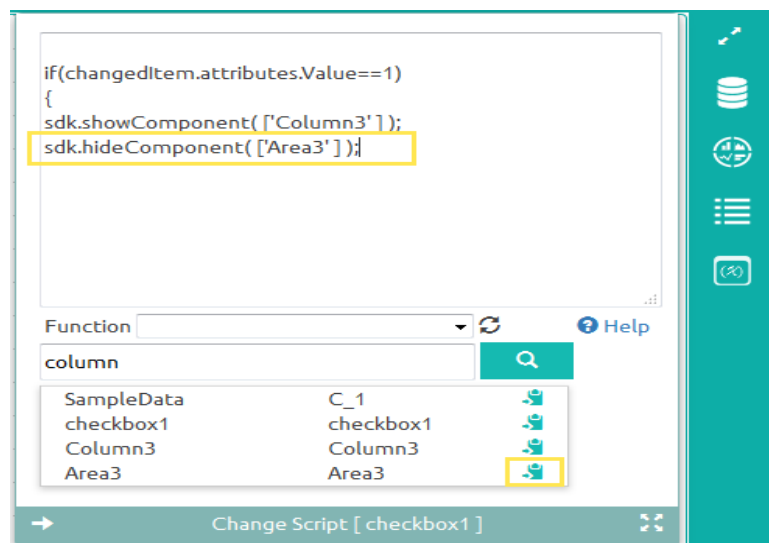 if(changedItem.attributes.Value==1)
{
sdk.showComponent( ['Column3' ] );
sdk.hideComponent( ['Area3' ] );
Function
Help
column
SampleData C_1
checkbox1 checkbox1
Column3 Column3
Area3 Area3
Change Script [ checkbox1 ]